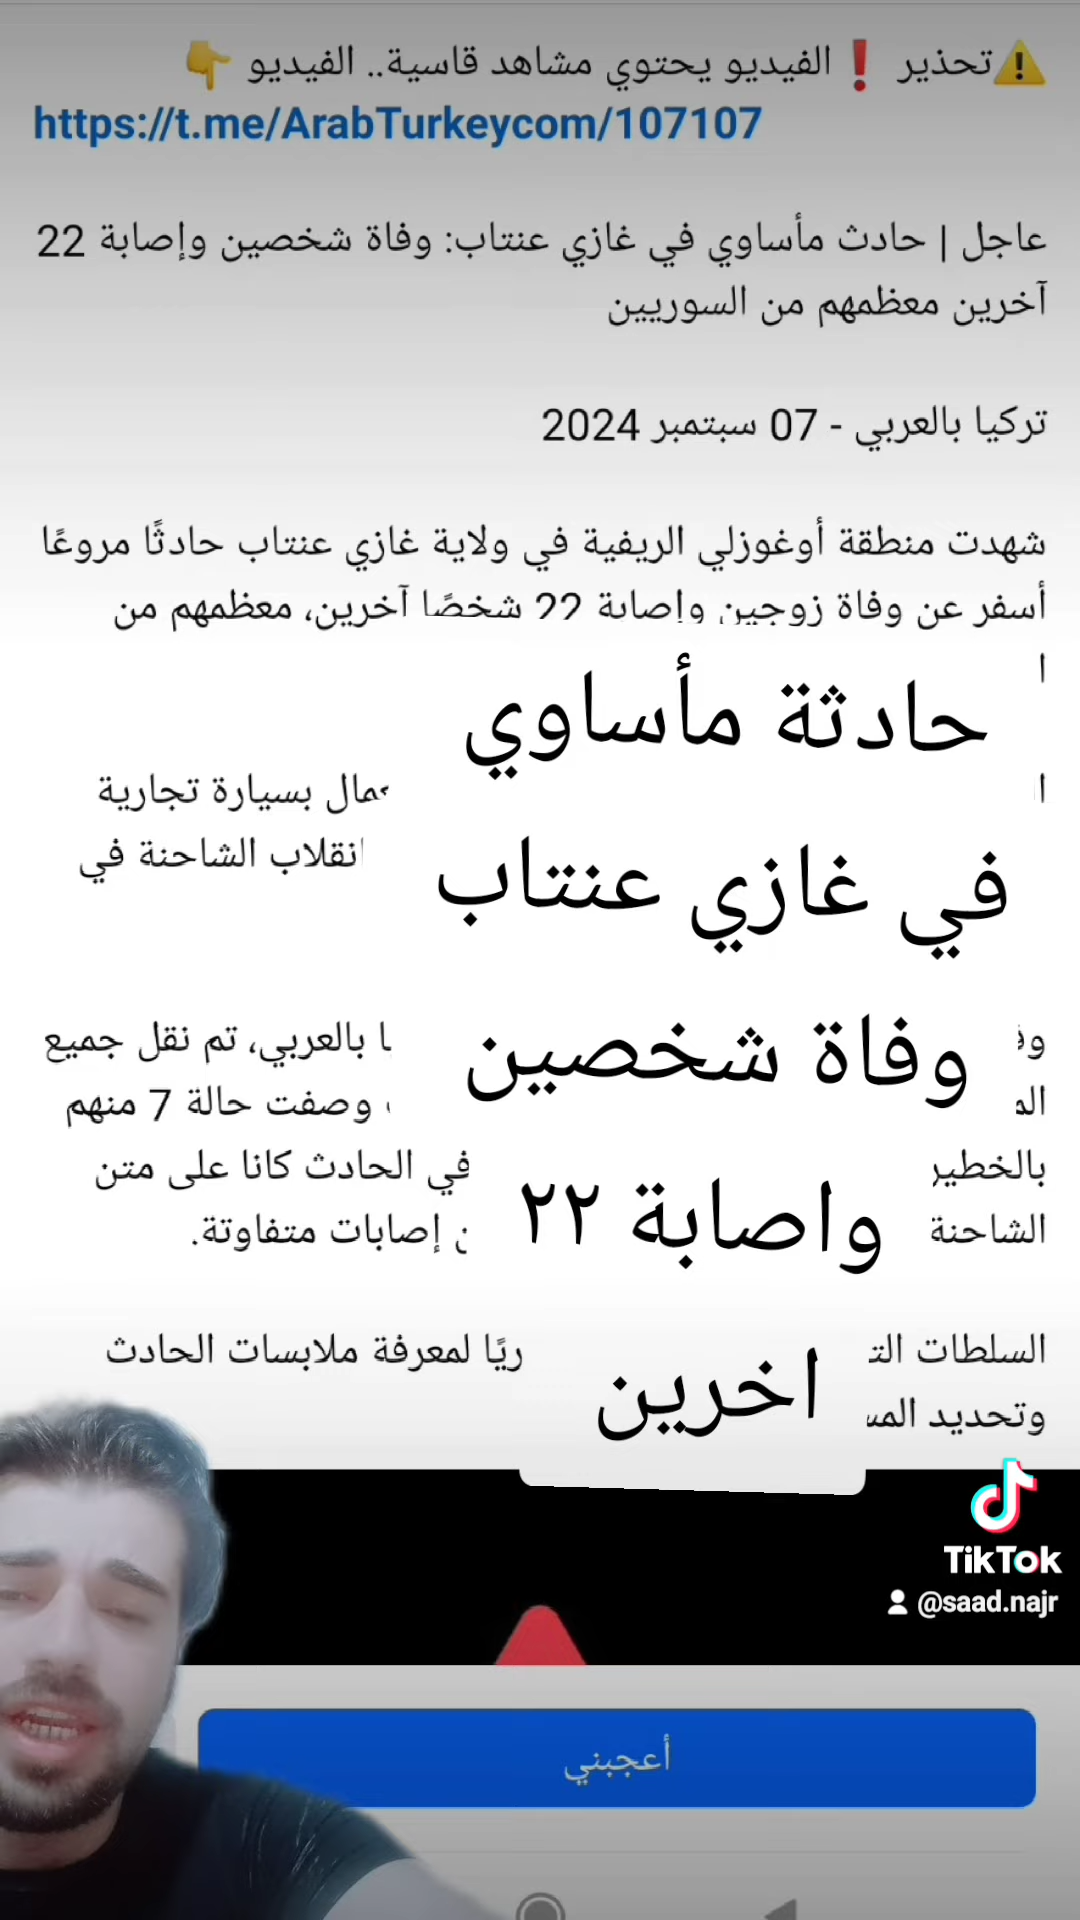 ⚠️تحذير ❗ الفيديو يحتوي مشاهد قاسية.. الفيديو 👇
https://t.me/ArabTurkeycom/107107
عاجل | حادث مأساوي في غازي عنتاب: وفاة شخصين وإصابة 22
آخرين معظمهم من السوريين
تركيا بالعربي - 07 سبتمبر 2024
شهدت منطقة أوغوزلي الريفية في ولاية غازي عنتاب حادثًا مروعًا
أسفر عن وفاة زوجين وإصابة 22 شخصًا آخرين، معظمهم من
حادثة مأساوي
بسيارة تجارية
انقلاب الشاحنة في
في غازي عنتاب
بالعربي، تم نقل جميع
وفاة شخصين
وصفت حالة 7 منهم
في الحادث كانا على متن
الشاحنة إصابات متفاوتة.
واصابة ٢٢
السلطات لمعرفة ملابسات الحادث
اخرين
وتحديد
TikTok
@saad.najr
أعجبني